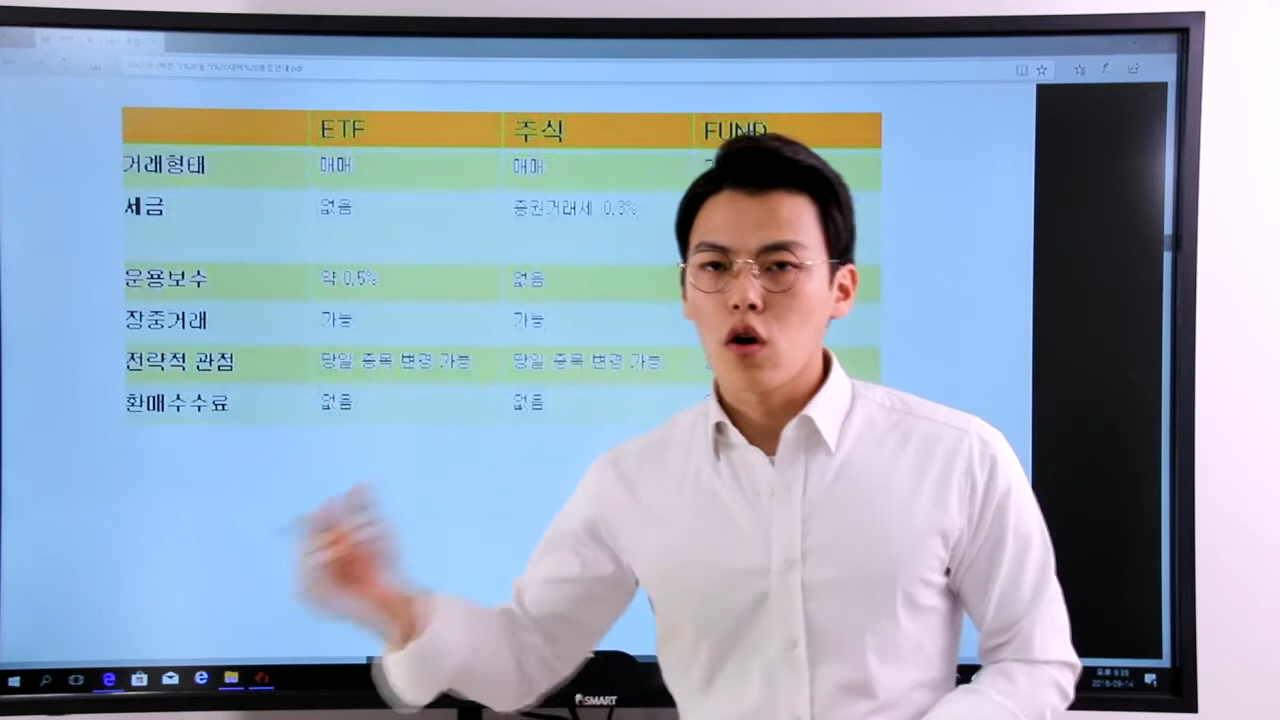 ETF 주식 FUND
거래형태 매매 매매
세금 없음 증권거래세 0.3%
운용보수 약 0.5% 없음
장중거래 가능 가능
전략적 관점 당일 종목 변경 가능 당일 종목 변경 가능
환매수수료 없음 없음
SMART